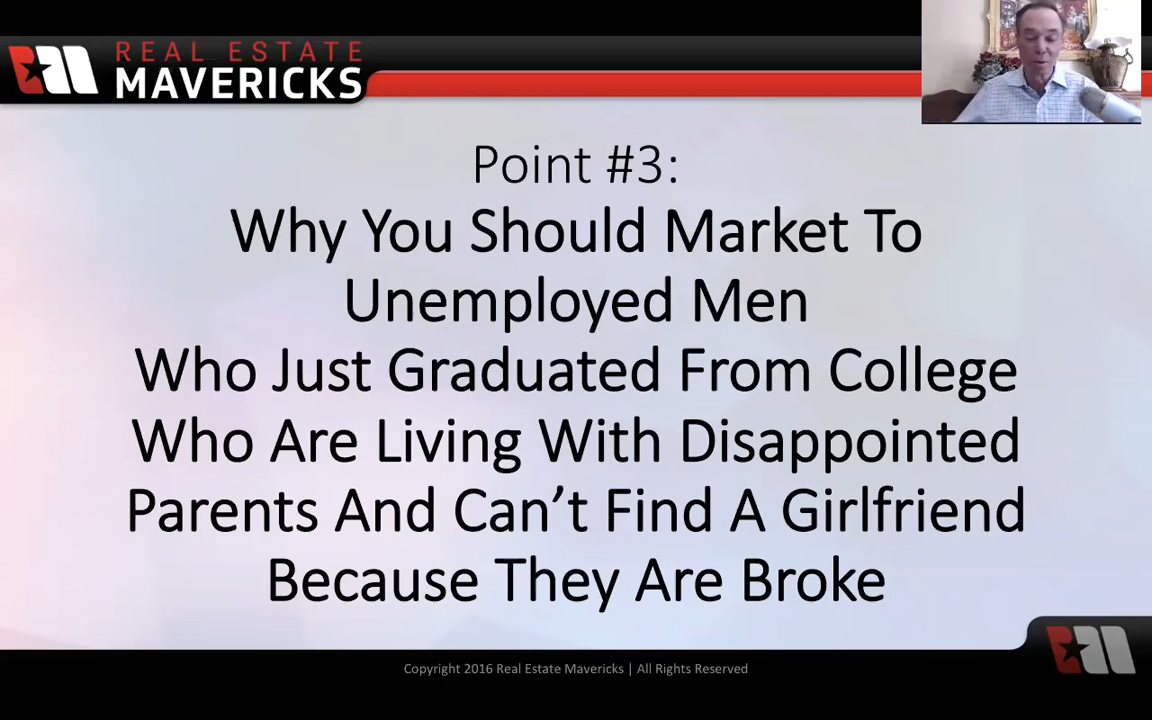 REAL ESTATE
MAVERICKS
Point #3:
Why You Should Market To
Unemployed Men
Who Just Graduated From College
Who Are Living With Disappointed
Parents And Can’t Find A Girlfriend
Because They Are Broke
Copyright 2016 Real Estate Mavericks | All Rights Reserved